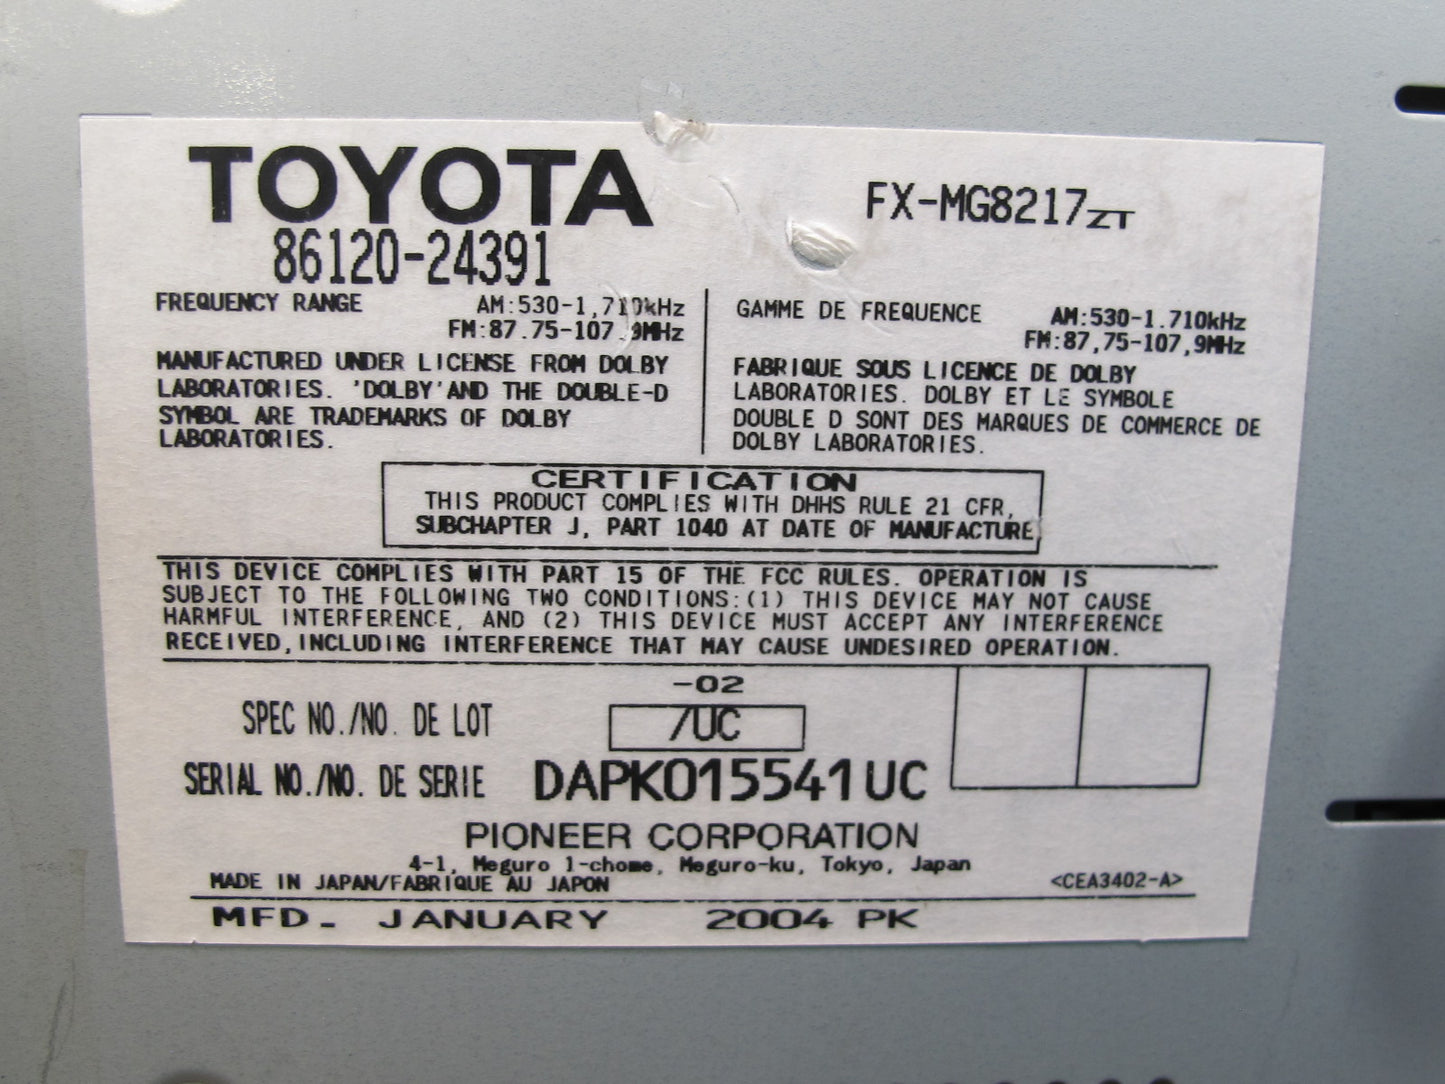 TOYOTA
86120-24391
FX-MG8217ZT
FREQUENCY RANGE AM:530-1,710kHz
FM:87.75-107.9MHz
MANUFACTURED UNDER LICENSE FROM DOLBY
LABORATORIES. 'DOLBY'AND THE DOUBLE-D
SYMBOL ARE TRADEMARKS OF DOLBY
LABORATORIES.
GAMME DE FREQUENCE AM:530-1.710kHz
FM:87,75-107,9MHz
FABRIQUE SOUS LICENCE DE DOLBY
LABORATORIES. DOLBY ET LE SYMBOLE
DOUBLE D SONT DES MARQUES DE COMMERCE DE
DOLBY LABORATORIES.
CERTIFICATION
THIS PRODUCT COMPLIES WITH DHHS RULE 21 CFR,
SUBCHAPTER J, PART 1040 AT DATE OF MANUFACTURE
THIS DEVICE COMPLIES WITH PART 15 OF THE FCC RULES. OPERATION IS
SUBJECT TO THE FOLLOWING TWO CONDITIONS:(1) THIS DEVICE MAY NOT CAUSE
HARMFUL INTERFERENCE, AND (2) THIS DEVICE MUST ACCEPT ANY INTERFERENCE
RECEIVED,INCLUDING INTERFERENCE THAT MAY CAUSE UNDESIRED OPERATION.
-02
SPEC NO./NO. DE LOT /UC
SERIAL NO./NO. DE SERIE DAPK015541UC
PIONEER CORPORATION
4-1, Meguro 1-chome, Meguro-ku, Tokyo, Japan
MADE IN JAPAN/FABRIQUE AU JAPON <CEA3402-A>
MFD- JANUARY 2004 PK